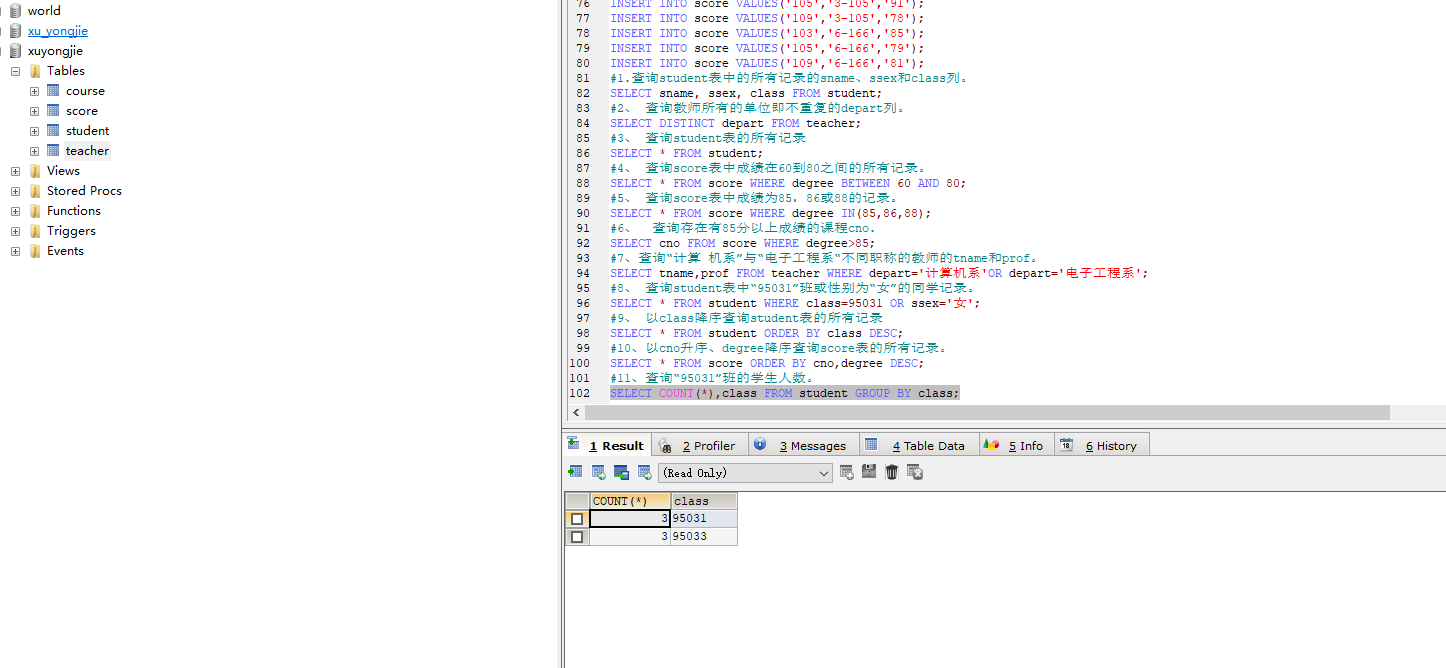 world
xu_yongjie
xuyongjie
Tables
course
score
student
teacher
Views
Stored Procs
Functions
Triggers
Events
76 INSERT INTO score VALUES('105','3-105','91');
77 INSERT INTO score VALUES('109','3-105','78');
78 INSERT INTO score VALUES('103','6-166','85');
79 INSERT INTO score VALUES('105','6-166','79');
80 INSERT INTO score VALUES('109','6-166','81');
81 #1.查询student表中的所有记录的sname、ssex和class列。
82 SELECT sname, ssex, class FROM student;
83 #2、 查询教师所有的单位即不重复的depart列。
84 SELECT DISTINCT depart FROM teacher;
85 #3、 查询student表的所有记录
86 SELECT * FROM student;
87 #4、 查询score表中成绩在60到80之间的所有记录。
88 SELECT * FROM score WHERE degree BETWEEN 60 AND 80;
89 #5、 查询score表中成绩为85，86或88的记录。
90 SELECT * FROM score WHERE degree IN(85,86,88);
91 #6、  查询存在有85分以上成绩的课程cno.
92 SELECT cno FROM score WHERE degree>85;
93 #7、查询“计算 机系”与“电子工程系“不同职称的教师的tname和prof。
94 SELECT tname,prof FROM teacher WHERE depart='计算机系'OR depart='电子工程系';
95 #8、 查询student表中“95031”班或性别为“女”的同学记录。
96 SELECT * FROM student WHERE class=95031 OR ssex='女';
97 #9、 以class降序查询student表的所有记录
98 SELECT * FROM student ORDER BY class DESC;
99 #10、以cno升序、degree降序查询score表的所有记录。
100 SELECT * FROM score ORDER BY cno,degree DESC;
101 #11、查询“95031”班的学生人数。
102 SELECT COUNT(*),class FROM student GROUP BY class;
1 Result 2 Profiler 3 Messages 4 Table Data 5 Info 6 History
(Read Only)
COUNT(*) class
3 95031
3 95033